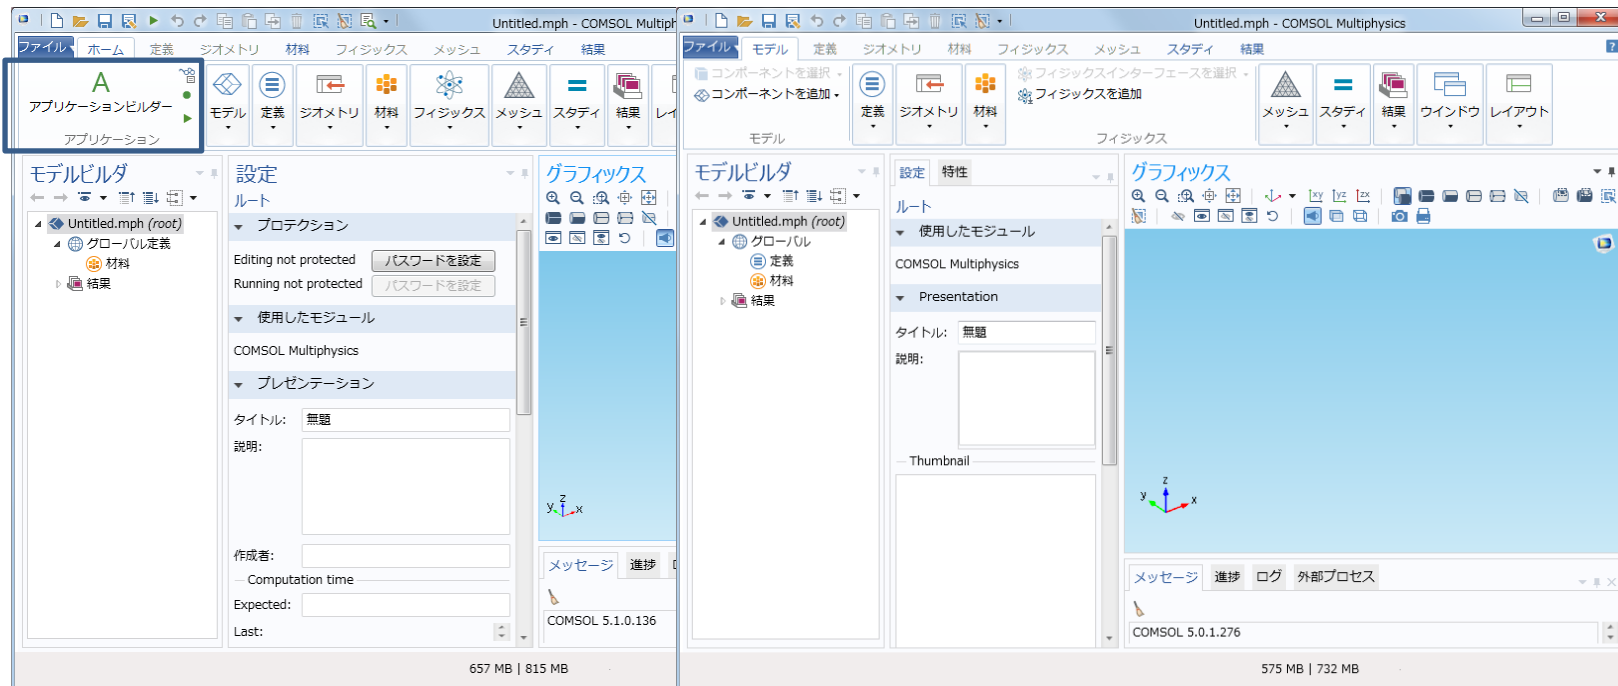 Untitled.mph - COMSOL Multiph
ファイル ホーム 定義 ジオメトリ 材料 フィジックス メッシュ スタディ 結果
A
アプリケーションビルダー
アプリケーション
モデル 定義 ジオメトリ 材料 フィジックス メッシュ スタディ 結果 レイ
モデルビルダ
Untitled.mph (root)
グローバル定義
材料
結果
設定
ルート
プロテクション
Editing not protected パスワードを設定
Running not protected パスワードを設定
使用したモジュール
COMSOL Multiphysics
プレゼンテーション
タイトル: 無題
説明:
作成者:
Computation time
Expected:
Last:
グラフィックス
z
y x
メッセージ 進捗
COMSOL 5.1.0.136
657 MB | 815 MB
Untitled.mph - COMSOL Multiphysics
ファイル モデル 定義 ジオメトリ 材料 フィジックス メッシュ スタディ 結果
コンポーネントを選択
コンポーネントを追加
モデル
定義 ジオメトリ 材料
フィジックスインターフェースを選択
フィジックスを追加
フィジックス
メッシュ スタディ 結果 ウインドウ レイアウト
モデルビルダ
Untitled.mph (root)
グローバル
定義
材料
結果
設定 特性
ルート
使用したモジュール
COMSOL Multiphysics
Presentation
タイトル: 無題
説明:
Thumbnail
グラフィックス
xy yz zx
z
y x
メッセージ 進捗 ログ 外部プロセス
COMSOL 5.0.1.276
575 MB | 732 MB